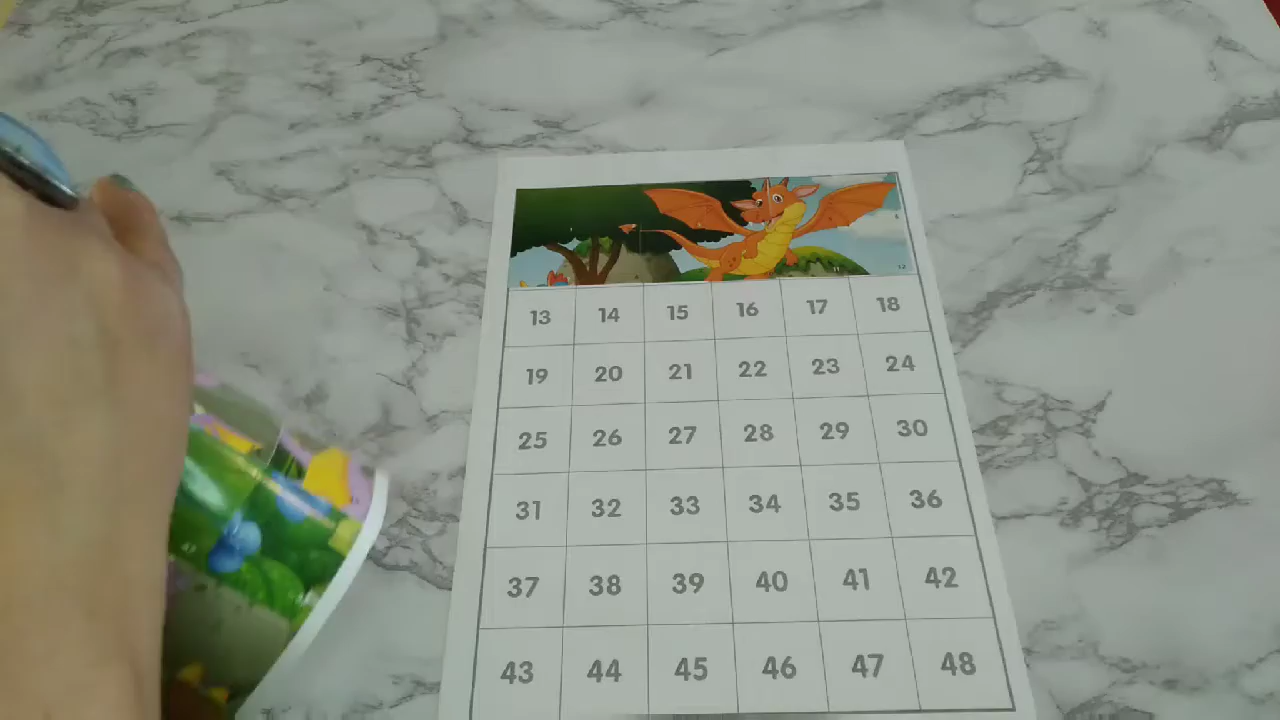 12
13 14 15 16 17 18
19 20 21 22 23 24
25 26 27 28 29 30
31 32 33 34 35 36
37 38 39 40 41 42
43 44 45 46 47 48